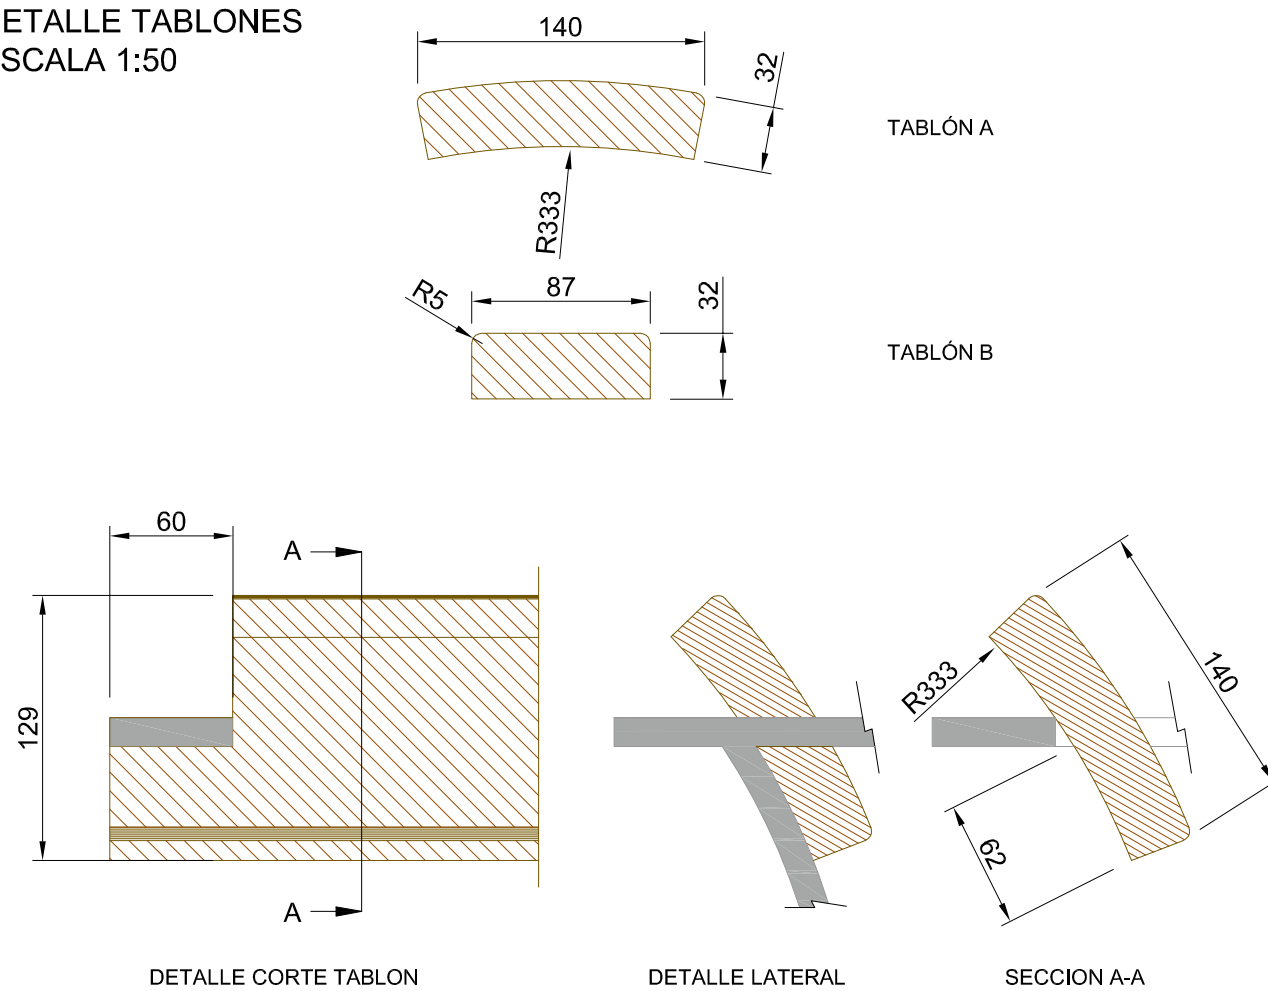 ETALLE TABLONES
SCALA 1:50
140
32
TABLÓN A
R333
R5
87
32
TABLÓN B
60
A
129
R333
140
62
A
DETALLE CORTE TABLON
DETALLE LATERAL
SECCION A-A